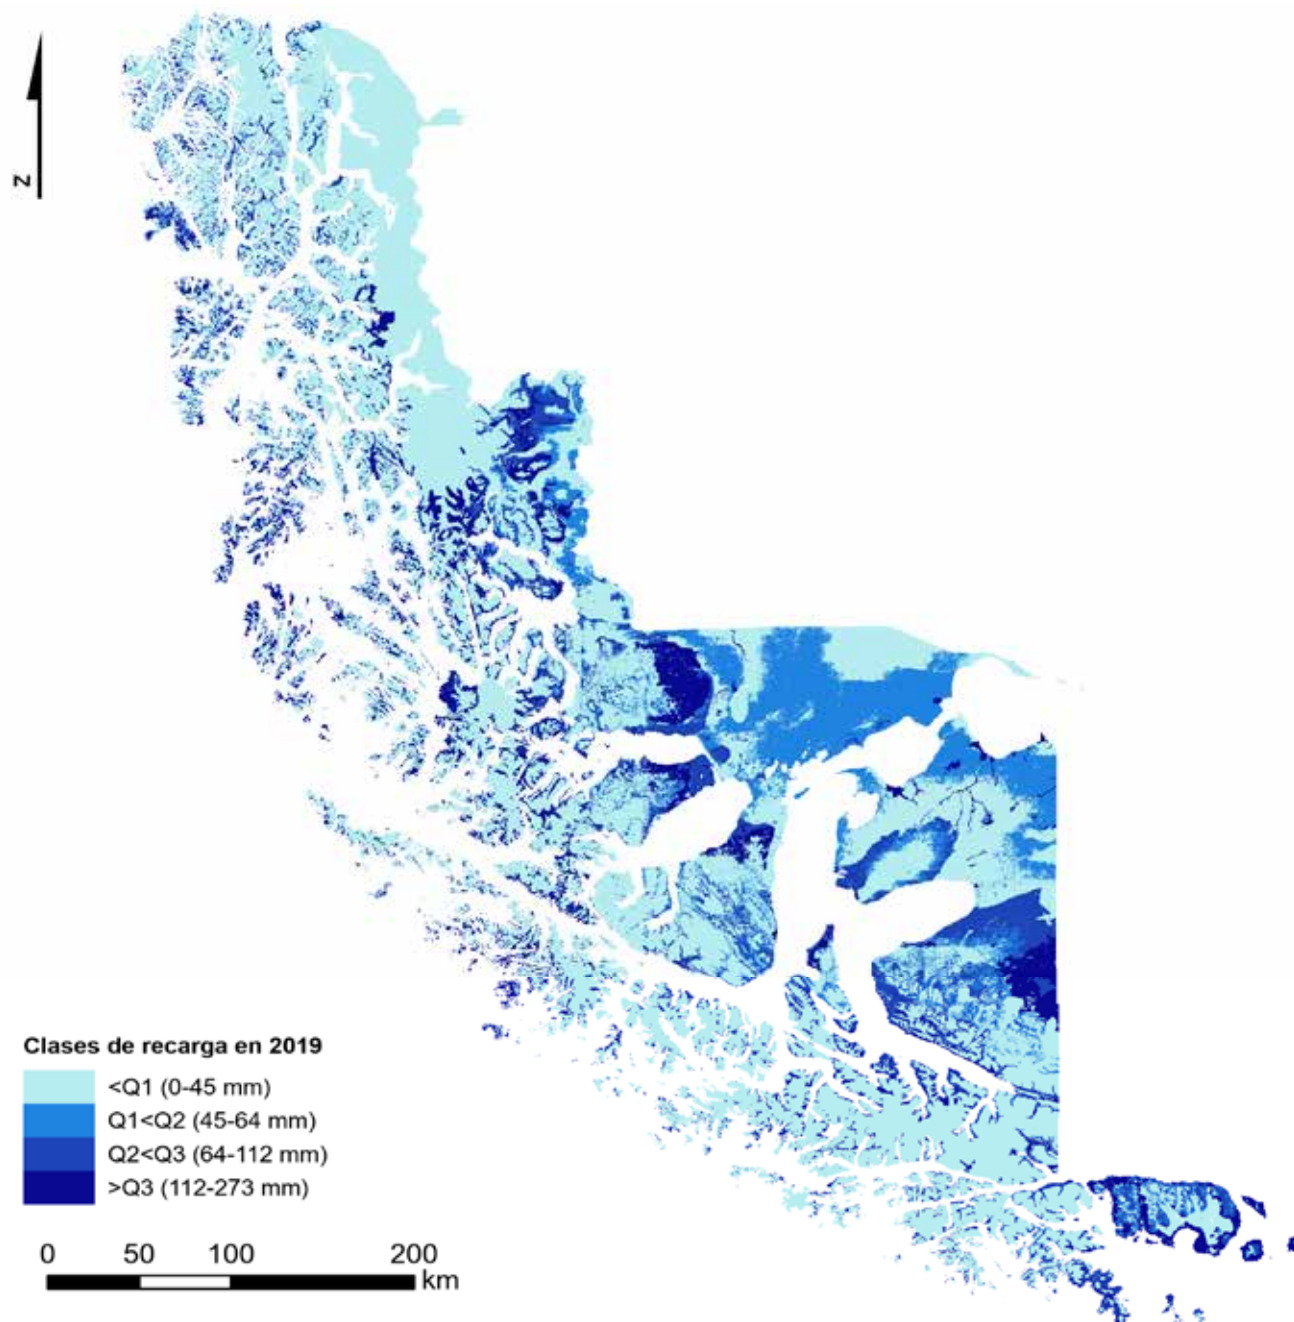 N
Clases de recarga en 2019
<Q1 (0-45 mm)
Q1<Q2 (45-64 mm)
Q2<Q3 (64-112 mm)
>Q3 (112-273 mm)
0 50 100 200
km